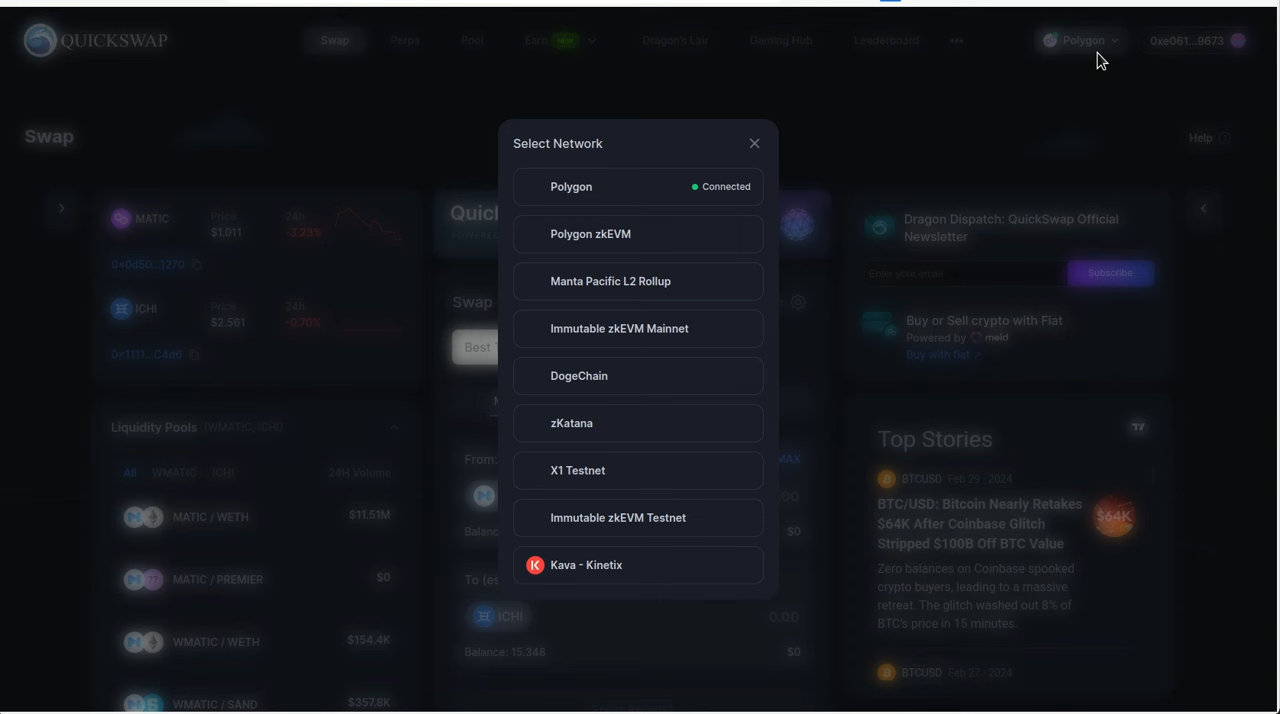 QUICKSWAP
Swap
Perps
Pool
Earn NEW
Dragon's Lair
Gaming Hub
Leaderboard
Polygon
0xe061...9673
Swap
Help
Select Network
Polygon
Connected
Polygon zkEVM
Manta Pacific L2 Rollup
Immutable zkEVM Mainnet
DogeChain
zKatana
X1 Testnet
Immutable zkEVM Testnet
Kava - Kinetix
MATIC
Price
$1.011
24h
-3.23%
0x0d50...1270
ICHI
Price
$2.561
24h
-0.70%
0x1111...C4d6
Liquidity Pools (WMATIC, ICHI)
All
WMATIC
ICHI
24H Volume
MATIC / WETH
$11.51M
MATIC / PREMIER
$0
WMATIC / WETH
$154.4K
WMATIC / SAND
$357.8K
Quic
Swap
Best
From:
MAX
$0
To (es
ICHI
0.00
Balance: 15.348
$0
Dragon Dispatch: QuickSwap Official
Newsletter
Enter your email
Subscribe
Buy or Sell crypto with Fiat
Powered by meld
Buy with fiat
Top Stories
BTCUSD Feb 29 - 2024
BTC/USD: Bitcoin Nearly Retakes
$64K After Coinbase Glitch
Stripped $100B Off BTC Value
$64K
Zero balances on Coinbase spooked
crypto buyers, leading to a massive
retreat. The glitch washed out 8% of
BTC's price in 15 minutes.
BTCUSD Feb 27 - 2024